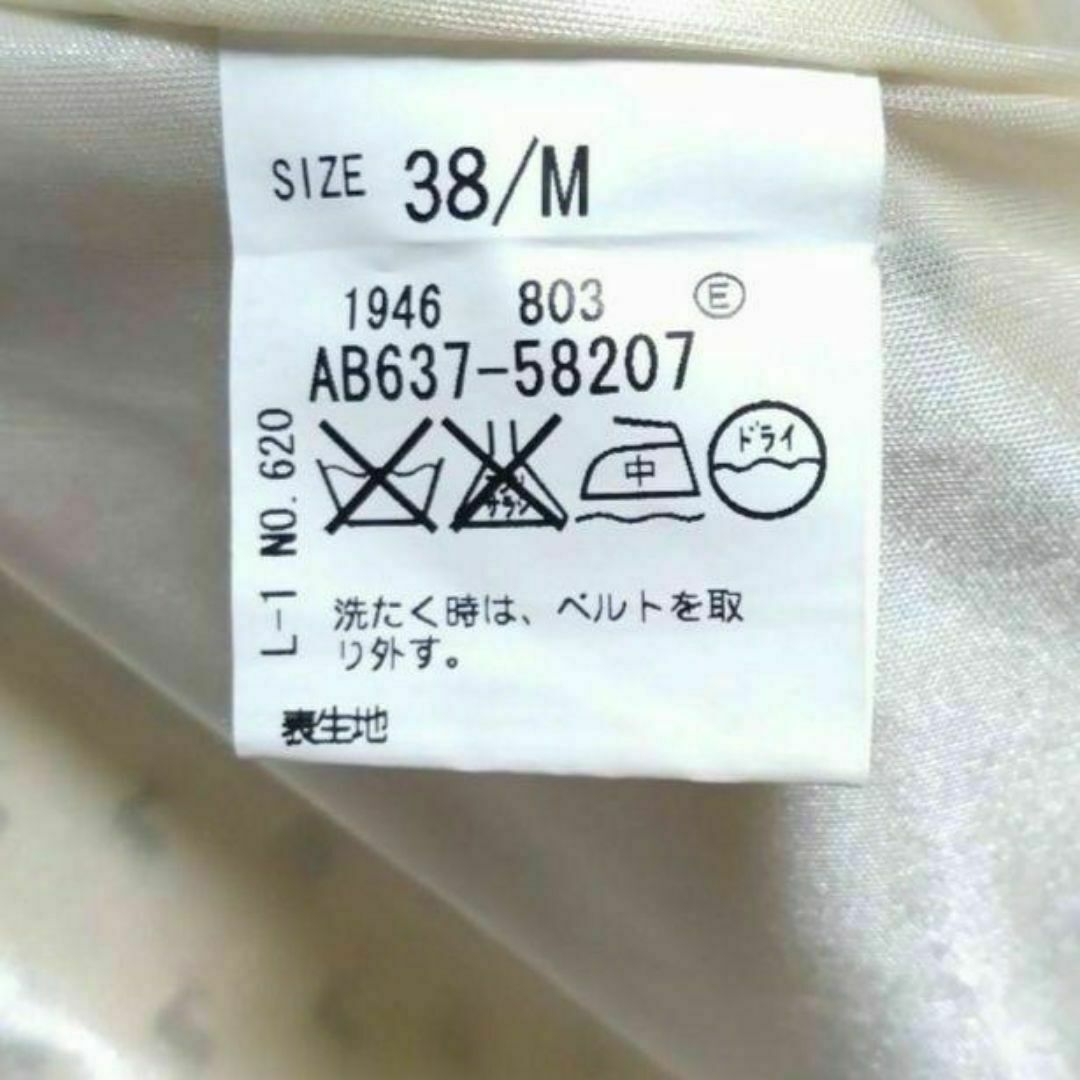 SIZE 38/M
1946 803 Ⓔ
AB637-58207
中 ドライ
L-1 NO.620
洗たく時は、ベルトを取
り外す。
表生地